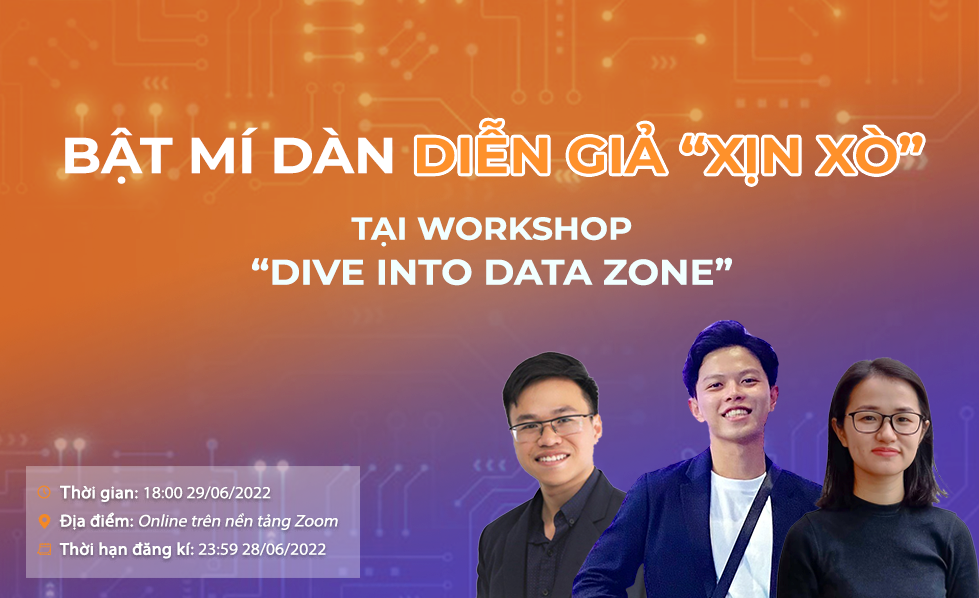 BẬT MÍ DÀN DIỄN GIẢ “XỊN XÒ”
TẠI WORKSHOP
“DIVE INTO DATA ZONE”
Thời gian: 18:00 29/06/2022
Địa điểm: Online trên nền tảng Zoom
Thời hạn đăng kí: 23:59 28/06/2022